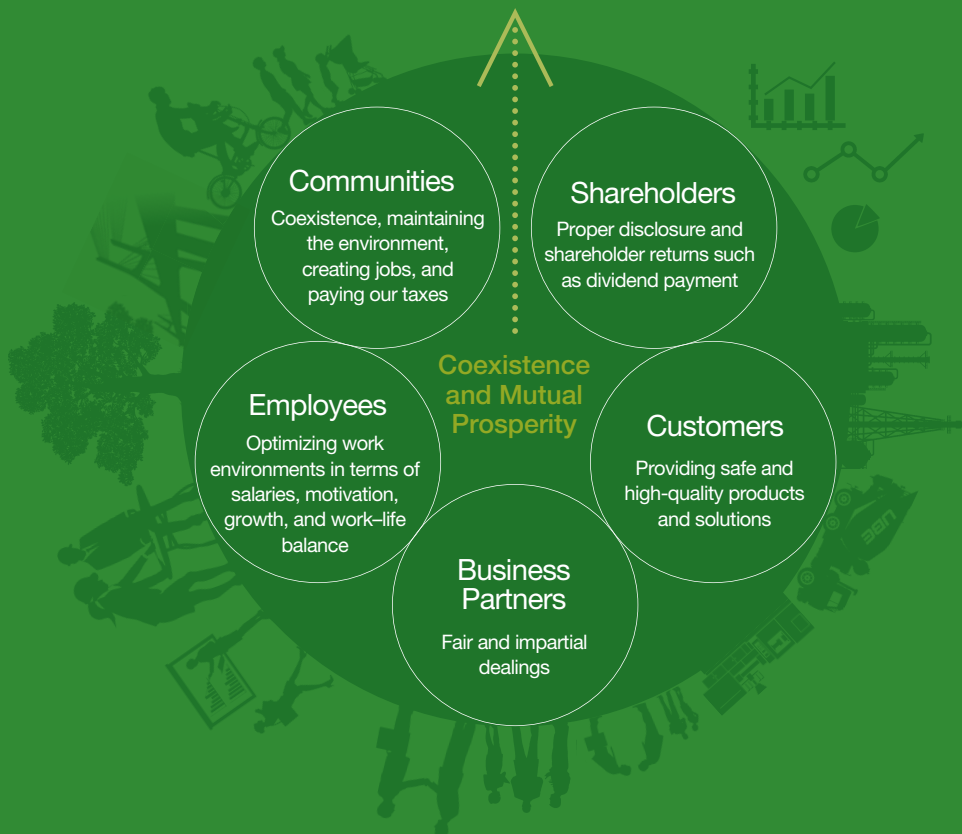 Communities
Coexistence, maintaining
the environment,
creating jobs, and
paying our taxes
Shareholders
Proper disclosure and
shareholder returns such
as dividend payment
Coexistence
and Mutual
Prosperity
Employees
Optimizing work
environments in terms of
salaries, motivation,
growth, and work–life
balance
Customers
Providing safe and
high-quality products
and solutions
Business
Partners
Fair and impartial
dealings
UBE